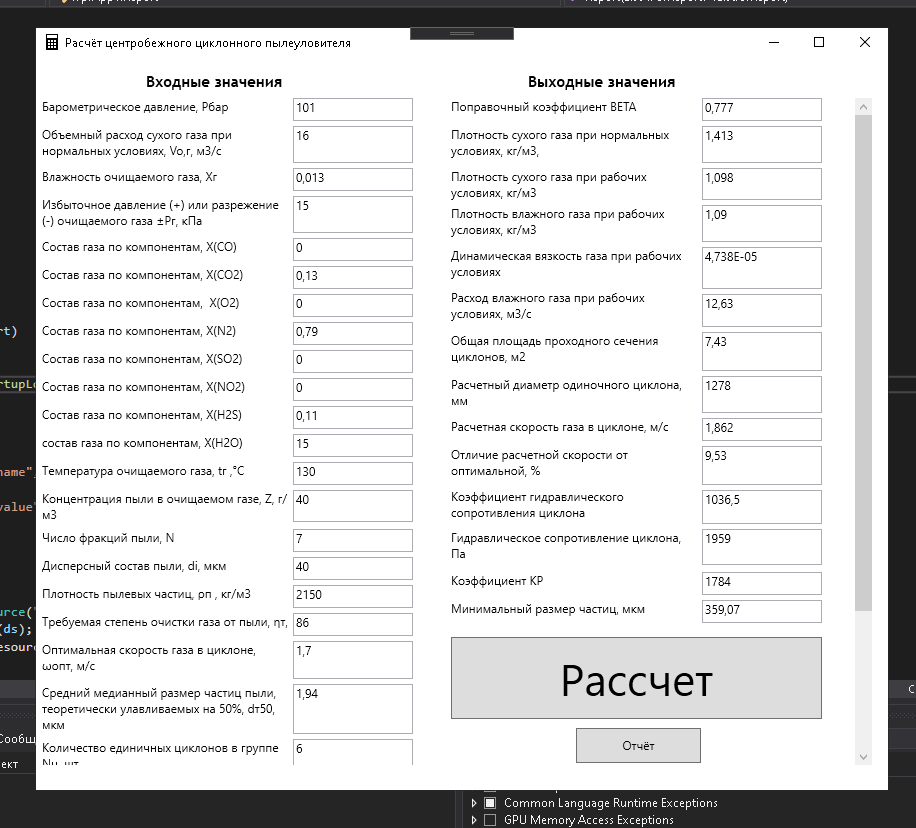 Расчёт центробежного циклонного пылеуловителя
Входные значения
Барометрическое давление, Рбар
101
Объемный расход сухого газа при
нормальных условиях, Vо,г, м3/с
16
Влажность очищаемого газа, Хг
0,013
Избыточное давление (+) или разрежение
(-) очищаемого газа ±Рг, кПа
15
Состав газа по компонентам, X(CO)
0
Состав газа по компонентам, X(CO2)
0,13
Состав газа по компонентам,  X(O2)
0
Состав газа по компонентам, X(N2)
0,79
Состав газа по компонентам, X(SO2)
0
Состав газа по компонентам, X(NO2)
0
Состав газа по компонентам, X(H2S)
0,11
состав газа по компонентам, X(H2O)
15
Температура очищаемого газа, tг ,°С
130
Концентрация пыли в очищаемом газе, Z, г/
м3
40
Число фракций пыли, N
7
Дисперсный состав пыли, di, мкм
40
Плотность пылевых частиц, ρп , кг/м3
2150
Требуемая степень очистки газа от пыли, ηт,
86
Оптимальная скорость газа в циклоне,
ωопт, м/с
1,7
Средний медианный размер частиц пыли,
теоретически улавливаемых на 50%, dт50,
мкм
1,94
Количество единичных циклонов в группе
6
Выходные значения
Поправочный коэффициент BETA
0,777
Плотность сухого газа при нормальных
условиях, кг/м3,
1,413
Плотность сухого газа при рабочих
условиях, кг/м3
1,098
Плотность влажного газа при рабочих
условиях, кг/м3
1,09
Динамическая вязкость газа при рабочих
условиях
4,738E-05
Расход влажного газа при рабочих
условиях, м3/с
12,63
Общая площадь проходного сечения
циклонов, м2
7,43
Расчетный диаметр одиночного циклона,
мм
1278
Расчетная скорость газа в циклоне, м/с
1,862
Отличие расчетной скорости от
оптимальной, %
9,53
Коэффициент гидравлического
сопротивления циклона
1036,5
Гидравлическое сопротивление циклона,
Па
1959
Коэффициент КР
1784
Минимальный размер частиц, мкм
359,07
Рассчет
Отчёт
rt)
rtupLo
name"
value"
urce("
(ds);
esour
Сообщ
ект
Common Language Runtime Exceptions
GPU Memory Access Exceptions